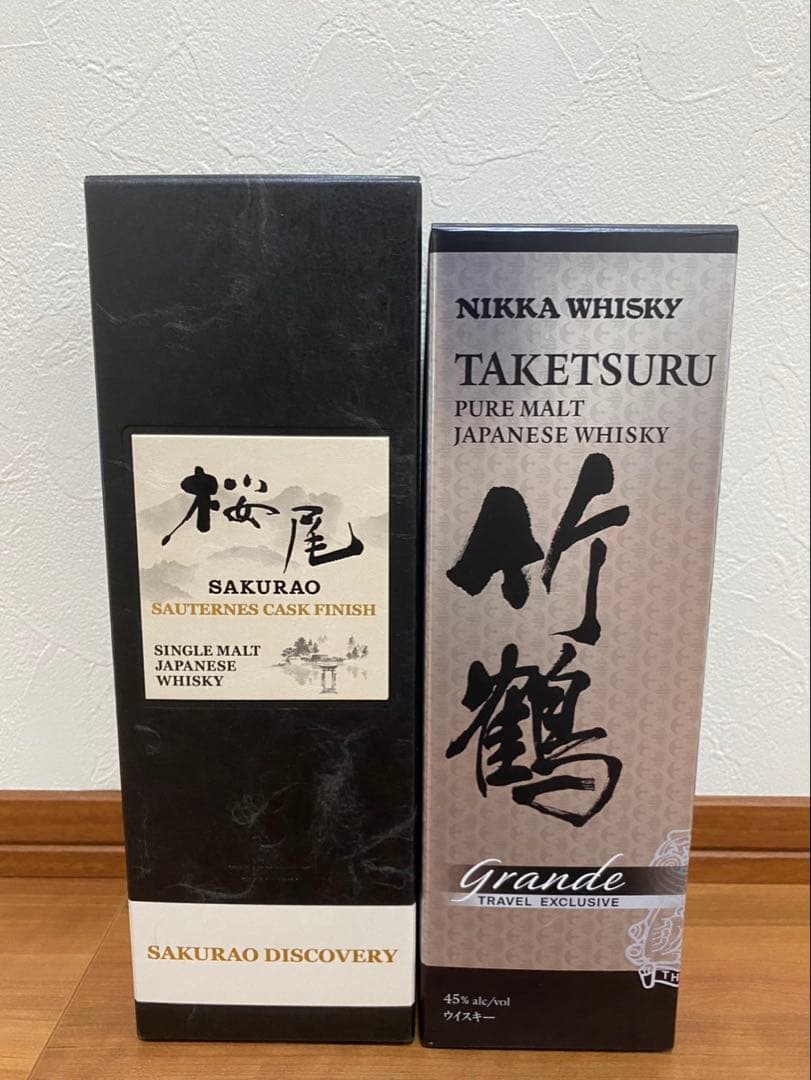 桜尾
SAKURAO
SAUTERNES CASK FINISH
SINGLE MALT
JAPANESE
WHISKY
SAKURAO DISCOVERY
NIKKA WHISKY
TAKETSURU
PURE MALT
JAPANESE WHISKY
竹鶴
Grande
TRAVEL EXCLUSIVE
TH
45% alc/vol
ウイスキー